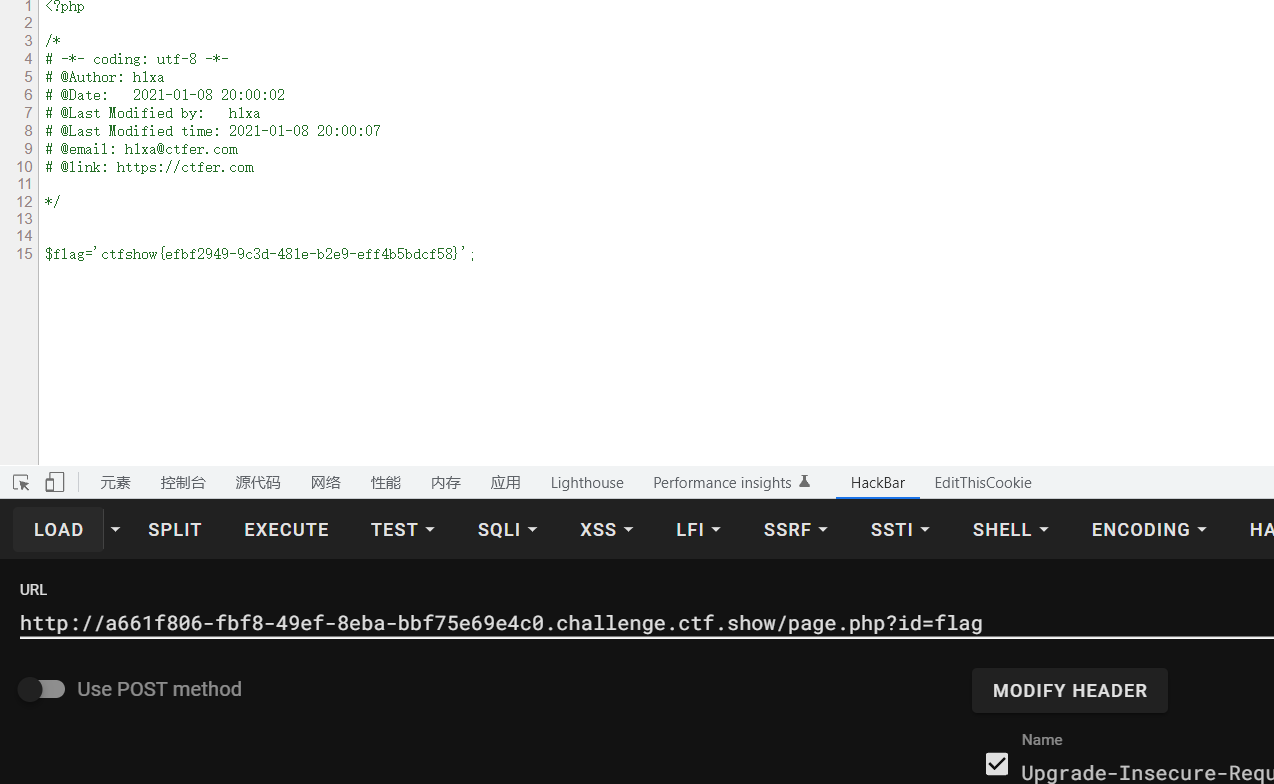 1 <?php
2
3 /*
4 # -*- coding: utf-8 -*-
5 # @Author: h1xa
6 # @Date:   2021-01-08 20:00:02
7 # @Last Modified by:   h1xa
8 # @Last Modified time: 2021-01-08 20:00:07
9 # @email: h1xa@ctfer.com
10 # @link: https://ctfer.com
11
12 */
13
14
15 $flag='ctfshow{efbf2949-9c3d-481e-b2e9-eff4b5bdcf58}';
元素 控制台 源代码 网络 性能 内存 应用 Lighthouse Performance insights HackBar EditThisCookie
LOAD SPLIT EXECUTE TEST SQLI XSS LFI SSRF SSTI SHELL ENCODING HA
URL
http://a661f806-fbf8-49ef-8eba-bbf75e69e4c0.challenge.ctf.show/page.php?id=flag
Use POST method
MODIFY HEADER
Name
Upgrade-Insecure-Requ